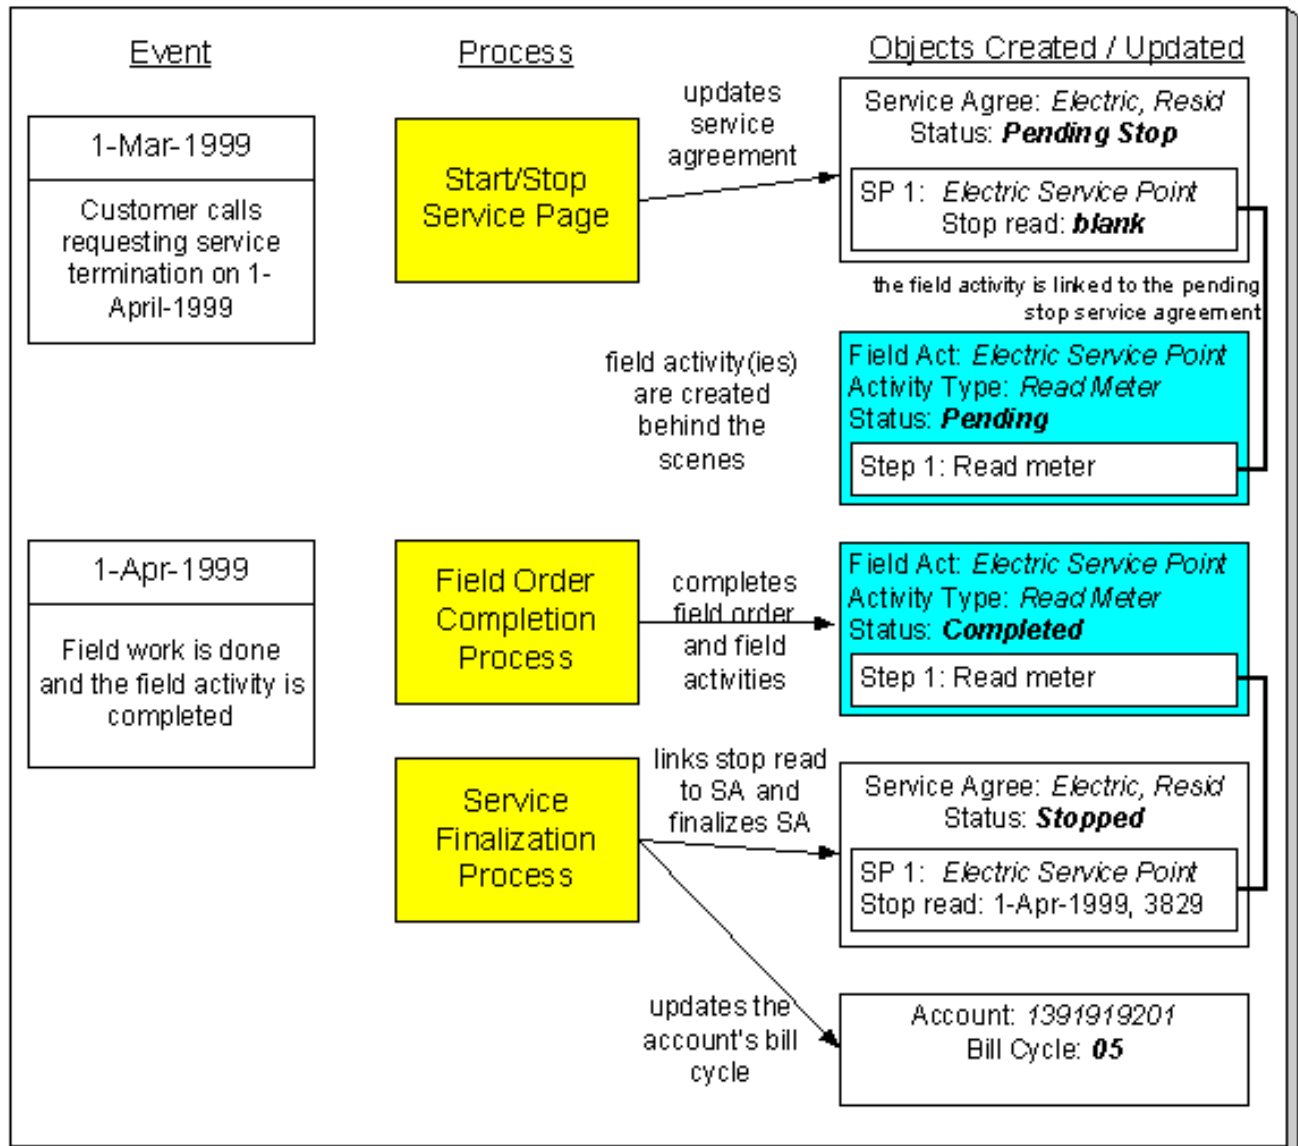 Event
Process
Objects Created / Updated
1-Mar-1999
Customer calls
requesting service
termination on 1-
April-1999
Start/Stop
Service Page
updates
service
agreement
Service Agree: Electric, Resid
Status: Pending Stop
SP 1: Electric Service Point
Stop read: blank
the field activity is linked to the pending
stop service agreement
field activity(ies)
are created
behind the
scenes
Field Act: Electric Service Point
Activity Type: Read Meter
Status: Pending
Step 1: Read meter
1-Apr-1999
Field work is done
and the field activity is
completed
Field Order
Completion
Process
completes
field order
and field
activities
Field Act: Electric Service Point
Activity Type: Read Meter
Status: Completed
Step 1: Read meter
Service
Finalization
Process
links stop read
to SA and
finalizes SA
Service Agree: Electric, Resid
Status: Stopped
SP 1: Electric Service Point
Stop read: 1-Apr-1999, 3829
updates the
account's bill
cycle
Account: 1391919201
Bill Cycle: 05